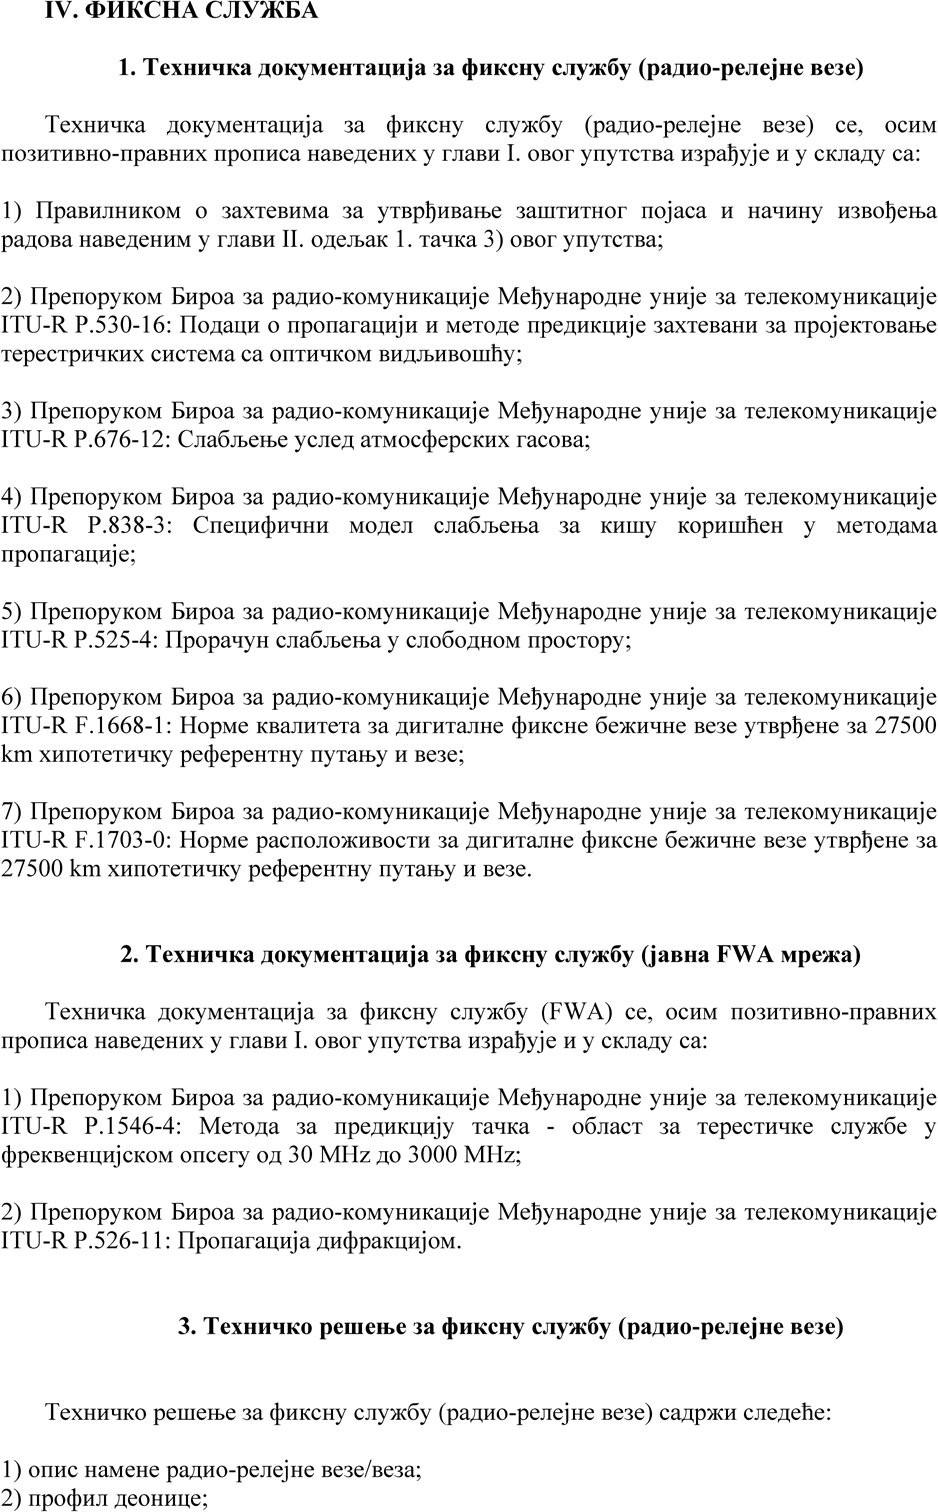 IV. ФИКСНА СЛУЖБА
1. Техничка документација за фиксну службу (радио-релејне везе)
Техничка документација за фиксну службу (радио-релејне везе) се, осим
позитивно-правних прописа наведених у глави I. овог упутства израђује и у складу са:
1) Правилником о захтевима за утврђивање заштитног појаса и начину извођења
радова наведеним у глави II. одељак 1. тачка 3) овог упутства;
2) Препоруком Бироа за радио-комуникације Међународне уније за телекомуникације
ITU-R P.530-16: Подаци о пропагацији и методе предикције захтевани за пројектовање
терестричких система са оптичком видљивошћу;
3) Препоруком Бироа за радио-комуникације Међународне уније за телекомуникације
ITU-R P.676-12: Слабљење услед атмосферских гасова;
4) Препоруком Бироа за радио-комуникације Међународне уније за телекомуникације
ITU-R P.838-3: Специфични модел слабљења за кишу коришћен у методама
пропагације;
5) Препоруком Бироа за радио-комуникације Међународне уније за телекомуникације
ITU-R P.525-4: Прорачун слабљења у слободном простору;
6) Препоруком Бироа за радио-комуникације Међународне уније за телекомуникације
ITU-R F.1668-1: Норме квалитета за дигиталне фиксне бежичне везе утврђене за 27500
km хипотетичку референтну путању и везе;
7) Препоруком Бироа за радио-комуникације Међународне уније за телекомуникације
ITU-R F.1703-0: Норме расположивости за дигиталне фиксне бежичне везе утврђене за
27500 km хипотетичку референтну путању и везе.
2. Техничка документација за фиксну службу (јавна FWA мрежа)
Техничка документација за фиксну службу (FWA) се, осим позитивно-правних
прописа наведених у глави I. овог упутства израђује и у складу са:
1) Препоруком Бироа за радио-комуникације Међународне уније за телекомуникације
ITU-R P.1546-4: Метода за предикцију тачка - област за терестичке службе у
фреквенцијском опсегу од 30 MHz до 3000 MHz;
2) Препоруком Бироа за радио-комуникације Међународне уније за телекомуникације
ITU-R P.526-11: Пропагација дифракцијом.
3. Техничко решење за фиксну службу (радио-релејне везе)
Техничко решење за фиксну службу (радио-релејне везе) садржи следеће:
1) опис намене радио-релејне везе/веза;
2) профил деонице;